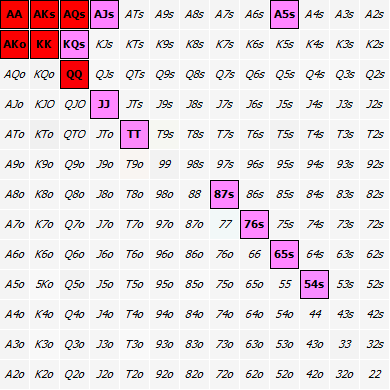 AA AKs AQs AJs ATs A9s A8s A7s A6s A5s A4s A3s A2s
AKo KK KQs KJs KTs K9s K8s K7s K6s K5s K4s K3s K2s
AQo KQo QQ QJs QTs Q9s Q8s Q7s Q6s Q5s Q4s Q3s Q2s
AJo KJO QJO JJ JTs J9s J8s J7s J6s J5s J4s J3s J2s
ATo KTo QTO JTo TT T9s T8s T7s T6s T5s T4s T3s T2s
A9o K9o Q9o J9o T9o 99 98s 97s 96s 95s 94s 93s 92s
A8o K8o Q8o J8o T8o 98o 88 87s 86s 85s 84s 83s 82s
A7o K7o Q7o J7o T7o 97o 87o 77 76s 75s 74s 73s 72s
A6o K6o Q6o J6o T6o 96o 86o 76o 66 65s 64s 63s 62s
A5o 5Ko Q5o J5o T5o 95o 85o 75o 65o 55 54s 53s 52s
A4o K4o Q4o J4o T4o 94o 84o 74o 64o 54o 44 43s 42s
A3o K3o Q3o J3o T3o 93o 83o 73o 63o 53o 43o 33 32s
A2o K2o Q2o J2o T2o 92o 82o 72o 62o 52o 42o 32o 22